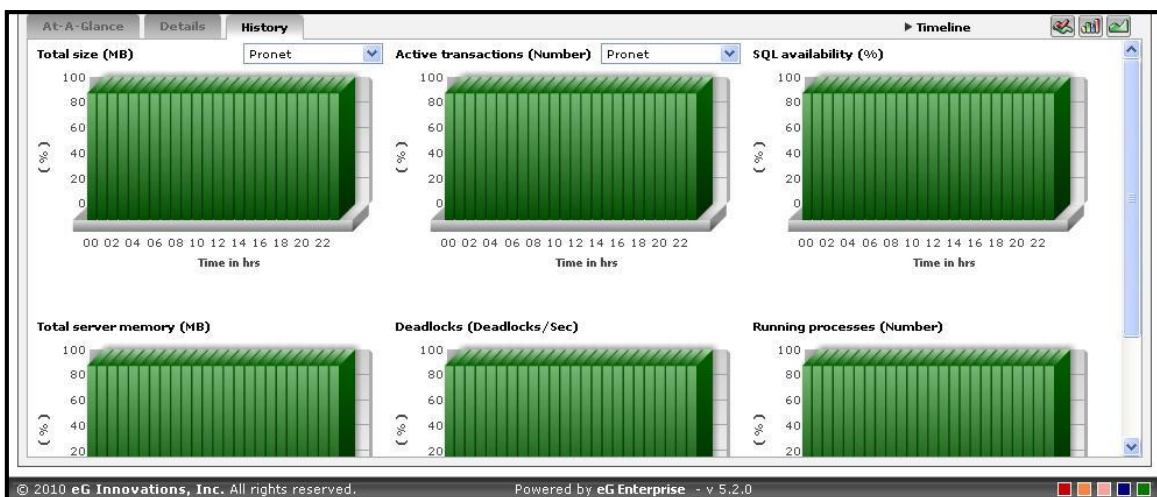 At-A-Glance Details History Timeline
Total size (MB) Pronet Active transactions (Number) Pronet SQL availability (%)
100 100 100
80 80 80
60 60 60
40 40 40
20 20 20
0 0 0
(%) (%) (%)
00 02 04 06 08 10 12 14 16 18 20 22 00 02 04 06 08 10 12 14 16 18 20 22 00 02 04 06 08 10 12 14 16 18 20 22
Time in hrs Time in hrs Time in hrs
Total server memory (MB) Deadlocks (Deadlocks/Sec) Running processes (Number)
100 100 100
80 80 80
60 60 60
40 40 40
20 20 20
(%) (%) (%)
© 2010 eG Innovations, Inc. All rights reserved. Powered by eG Enterprise - v 5.2.0